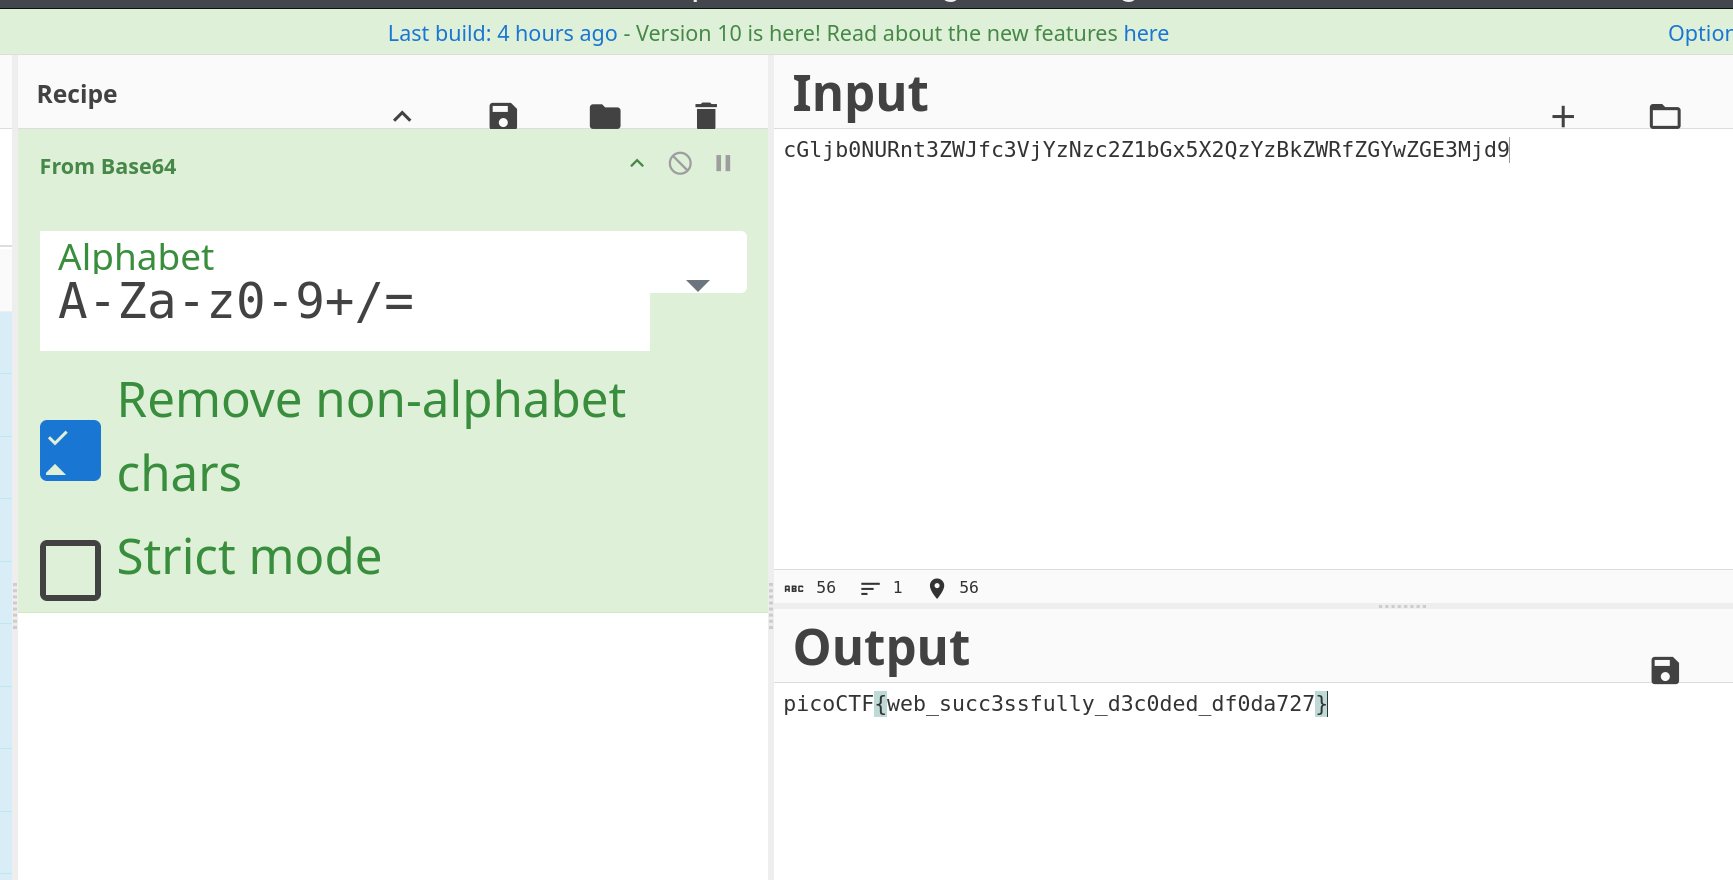 Last build: 4 hours ago - Version 10 is here! Read about the new features here
Recipe
From Base64
Alphabet
A-Za-z0-9+/=
Remove non-alphabet
chars
Strict mode
Input
cGljb0NURnt3ZWJfc3VjYzNzc2Z1bGx5X2QzYzBkZWRfZGYwZGE3Mjd9
ABC 56 1 56
Output
picoCTF{web_succ3ssfully_d3c0ded_df0da727}